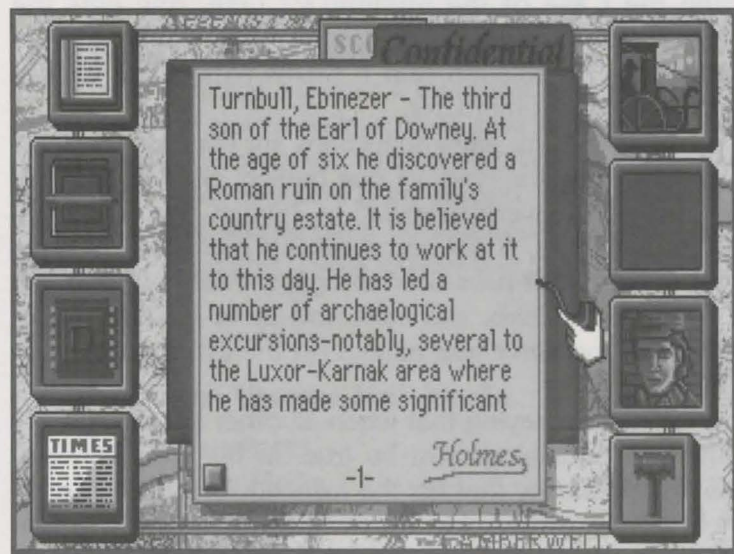 SCO
Confidential
Turnbull, Ebinezer – The third
son of the Earl of Downey. At
the age of six he discovered a
Roman ruin on the family's
country estate. It is believed
that he continues to work at it
to this day. He has led a
number of archaelogical
excursions-notably, several to
the Luxor-Karnak area where
he has made some significant
-1-
Holmes
TIMES
AMBERWELL